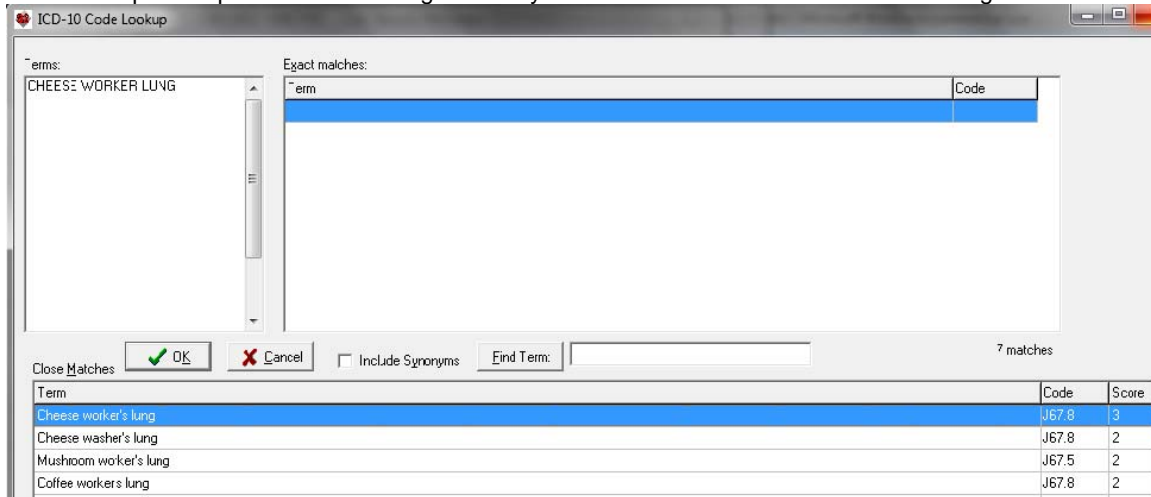 ICD-10 Code Lookup
Terms:
Exact matches:
CHEESE WORKER LUNG
Term Code
OK Cancel Include Synonyms Find Term:
7 matches
Close Matches
Term Code Score
Cheese worker's lung J67.8 3
Cheese washer's lung J67.8 2
Mushroom worker's lung J67.5 2
Coffee workers lung J67.8 2